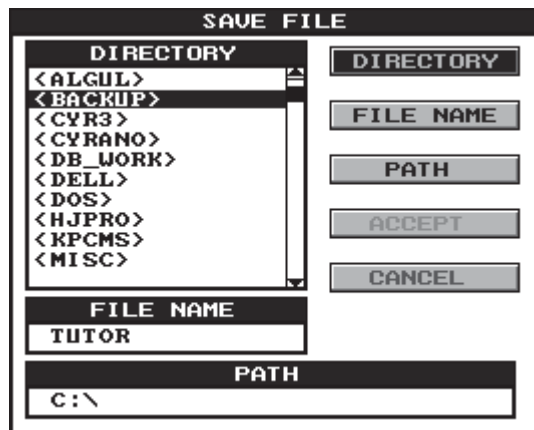 SAVE FILE
DIRECTORY
<ALGUL>
<BACKUP>
<CYR3>
<CYRANO>
<DB_WORK>
<DELL>
<DOS>
<HJPRO>
<KPCMS>
<MISC>
FILE NAME
TUTOR
PATH
C:\
DIRECTORY
FILE NAME
PATH
ACCEPT
CANCEL